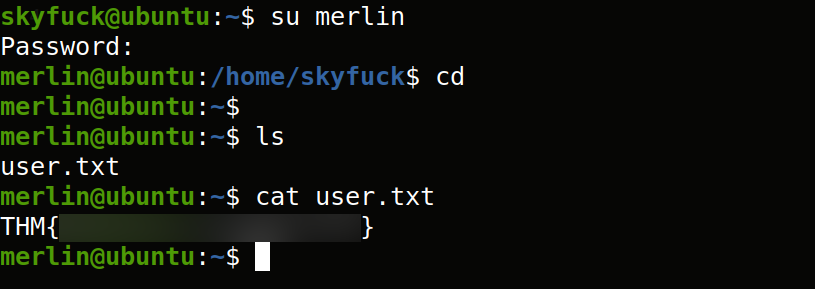 skyfuck@ubuntu:~$ su merlin
Password:
merlin@ubuntu:/home/skyfuck$ cd
merlin@ubuntu:~$
merlin@ubuntu:~$ ls
user.txt
merlin@ubuntu:~$ cat user.txt
THM{ }
merlin@ubuntu:~$